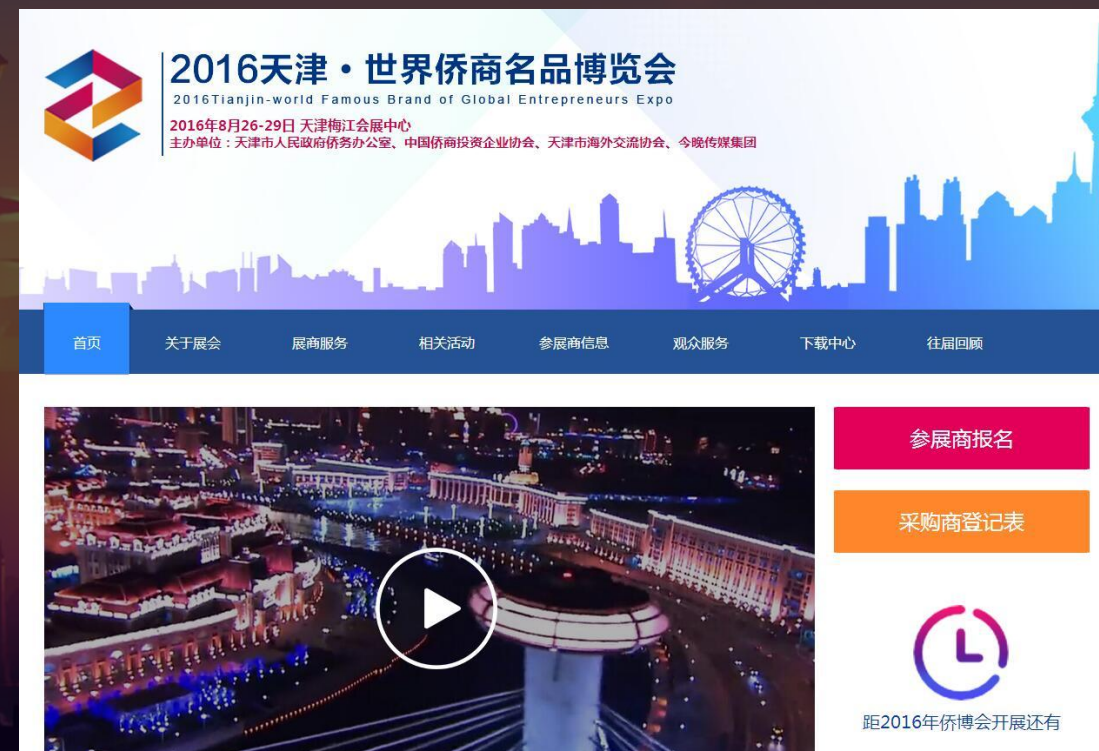 2016天津·世界侨商名品博览会
2016Tianjin-world Famous Brand of Global Entrepreneurs Expo
2016年8月26-29日 天津梅江会展中心
主办单位：天津市人民政府侨务办公室、中国侨商投资企业协会、天津市海外交流协会、今晚传媒集团
首页 关于展会 展商服务 相关活动 参展商信息 观众服务 下载中心 往届回顾
参展商报名
采购商登记表
距2016年侨博会开展还有